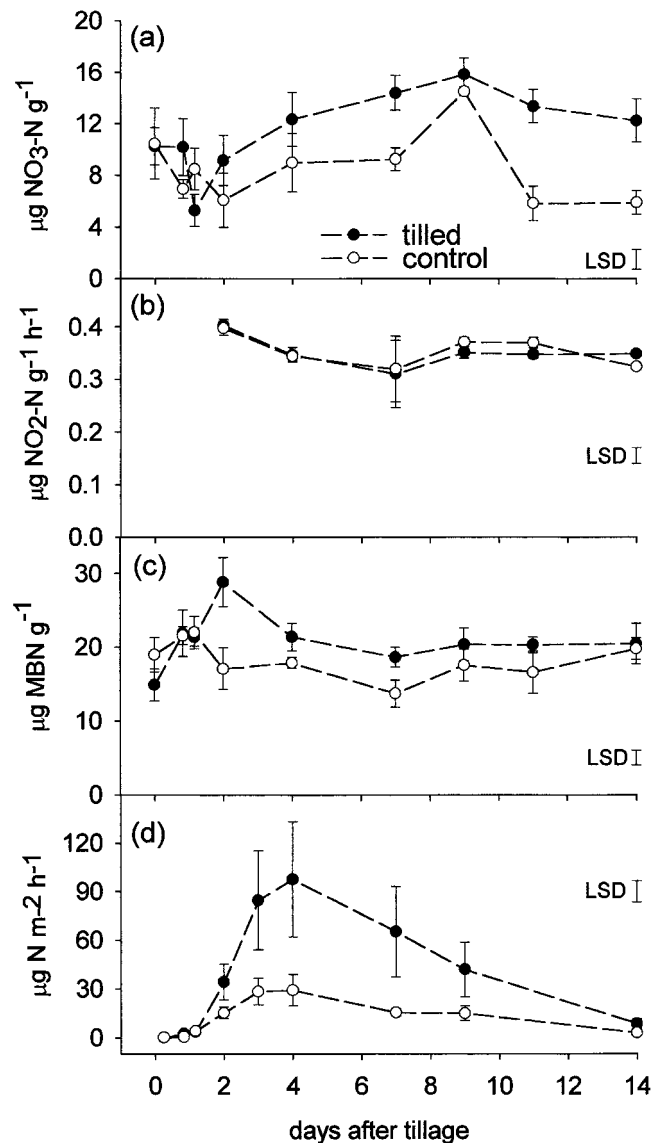 20
(a)
16
12
8
4
0
µg NO3-N g-1
tilled
control
LSD
(b)
0.4
0.3
0.2
0.1
0.0
µg NO2-N g-1 h-1
LSD
(c)
30
20
10
0
µg MBN g-1
LSD
(d)
120
90
60
30
0
µg N m-2 h-1
LSD
0 2 4 6 8 10 12 14
days after tillage